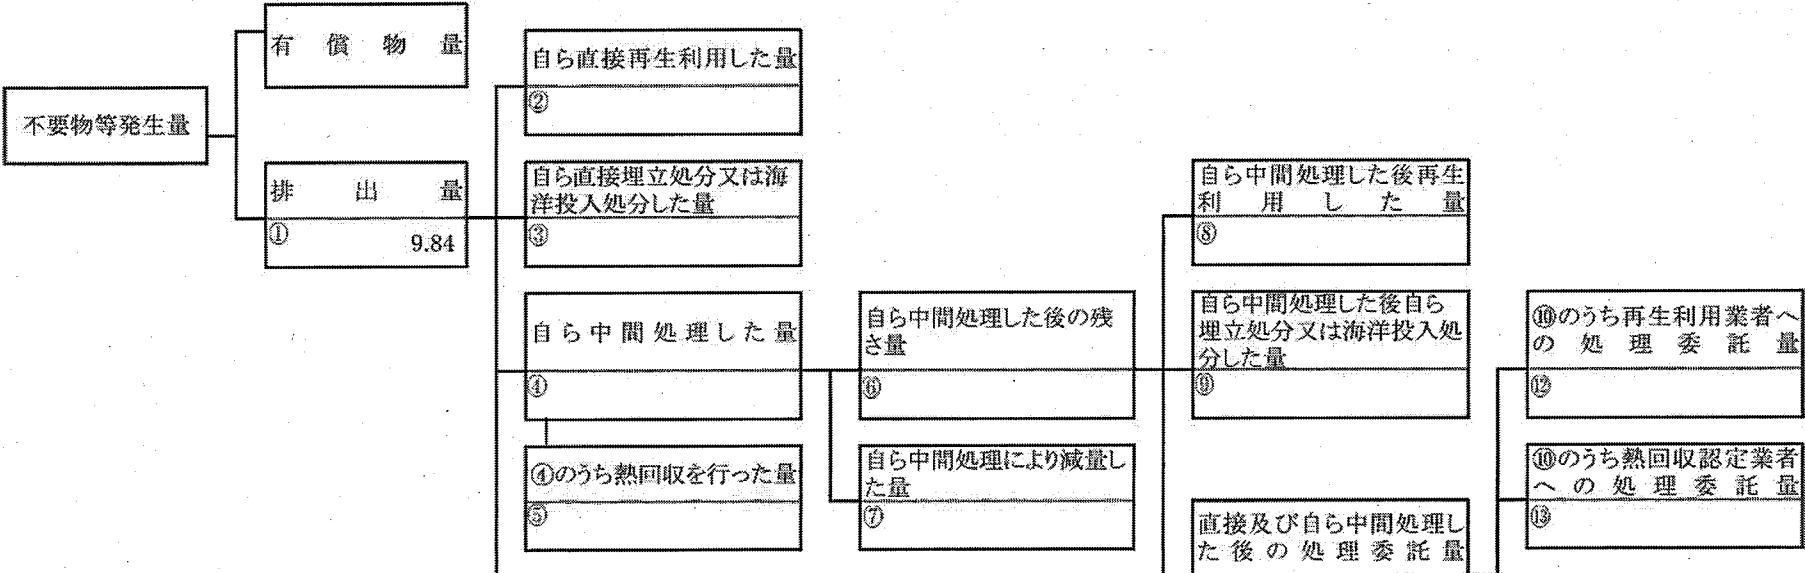 不要物等発生量
有償物量
排出量
①
9.84
自ら直接再生利用した量
②
自ら直接埋立処分又は海
洋投入処分した量
③
自ら中間処理した量
④
④のうち熱回収を行った量
⑤
自ら中間処理した後の残
さ量
⑥
自ら中間処理により減量し
た量
⑦
自ら中間処理した後再生
利用した量
⑧
自ら中間処理した後自ら
埋立処分又は海洋投入処
分した量
⑨
直接及び自ら中間処理し
た後の処理委託量
⑩のうち再生利用業者へ
の処理委託量
⑫
⑩のうち熱回収認定業者
への処理委託量
⑬